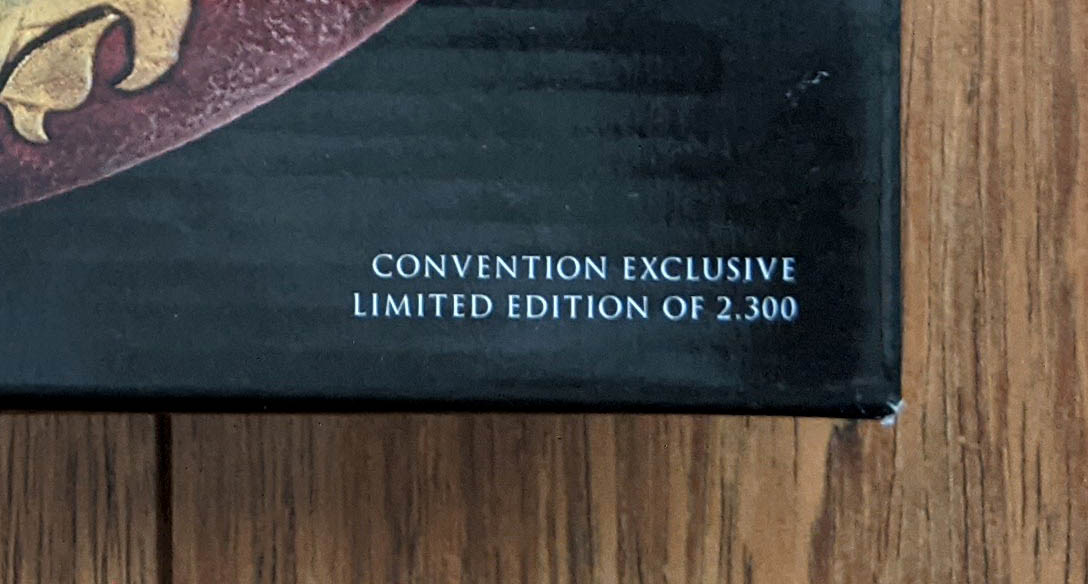 CONVENTION EXCLUSIVE
LIMITED EDITION OF 2.300